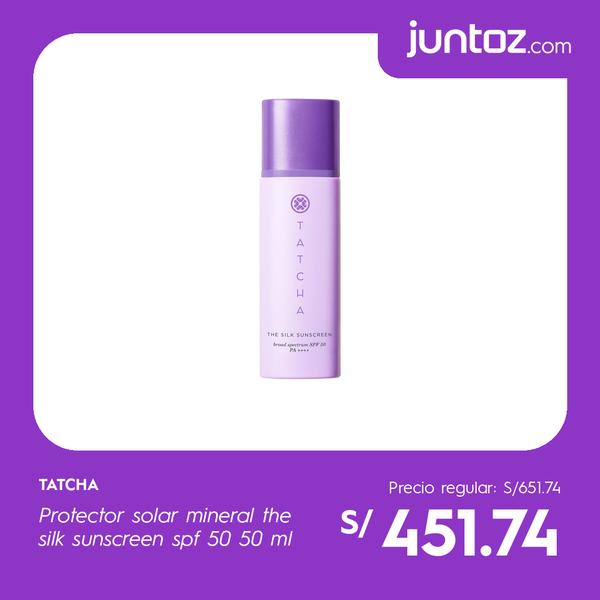 juntoz.com
TATCHA
THE SILK SUNSCREEN
broad spectrum SPF 50
PA ++++
TATCHA
Protector solar mineral the
silk sunscreen spf 50 50 ml
Precio regular: S/651.74
S/ 451.74